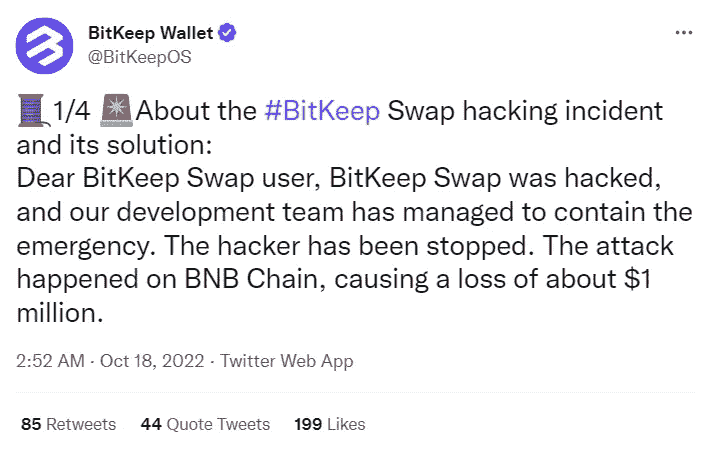 BitKeep Wallet
@BitKeepOS
🧵 1/4 🚨About the #BitKeep Swap hacking incident
and its solution:
Dear BitKeep Swap user, BitKeep Swap was hacked,
and our development team has managed to contain the
emergency. The hacker has been stopped. The attack
happened on BNB Chain, causing a loss of about $1
million.
2:52 AM · Oct 18, 2022 · Twitter Web App
85 Retweets 44 Quote Tweets 199 Likes